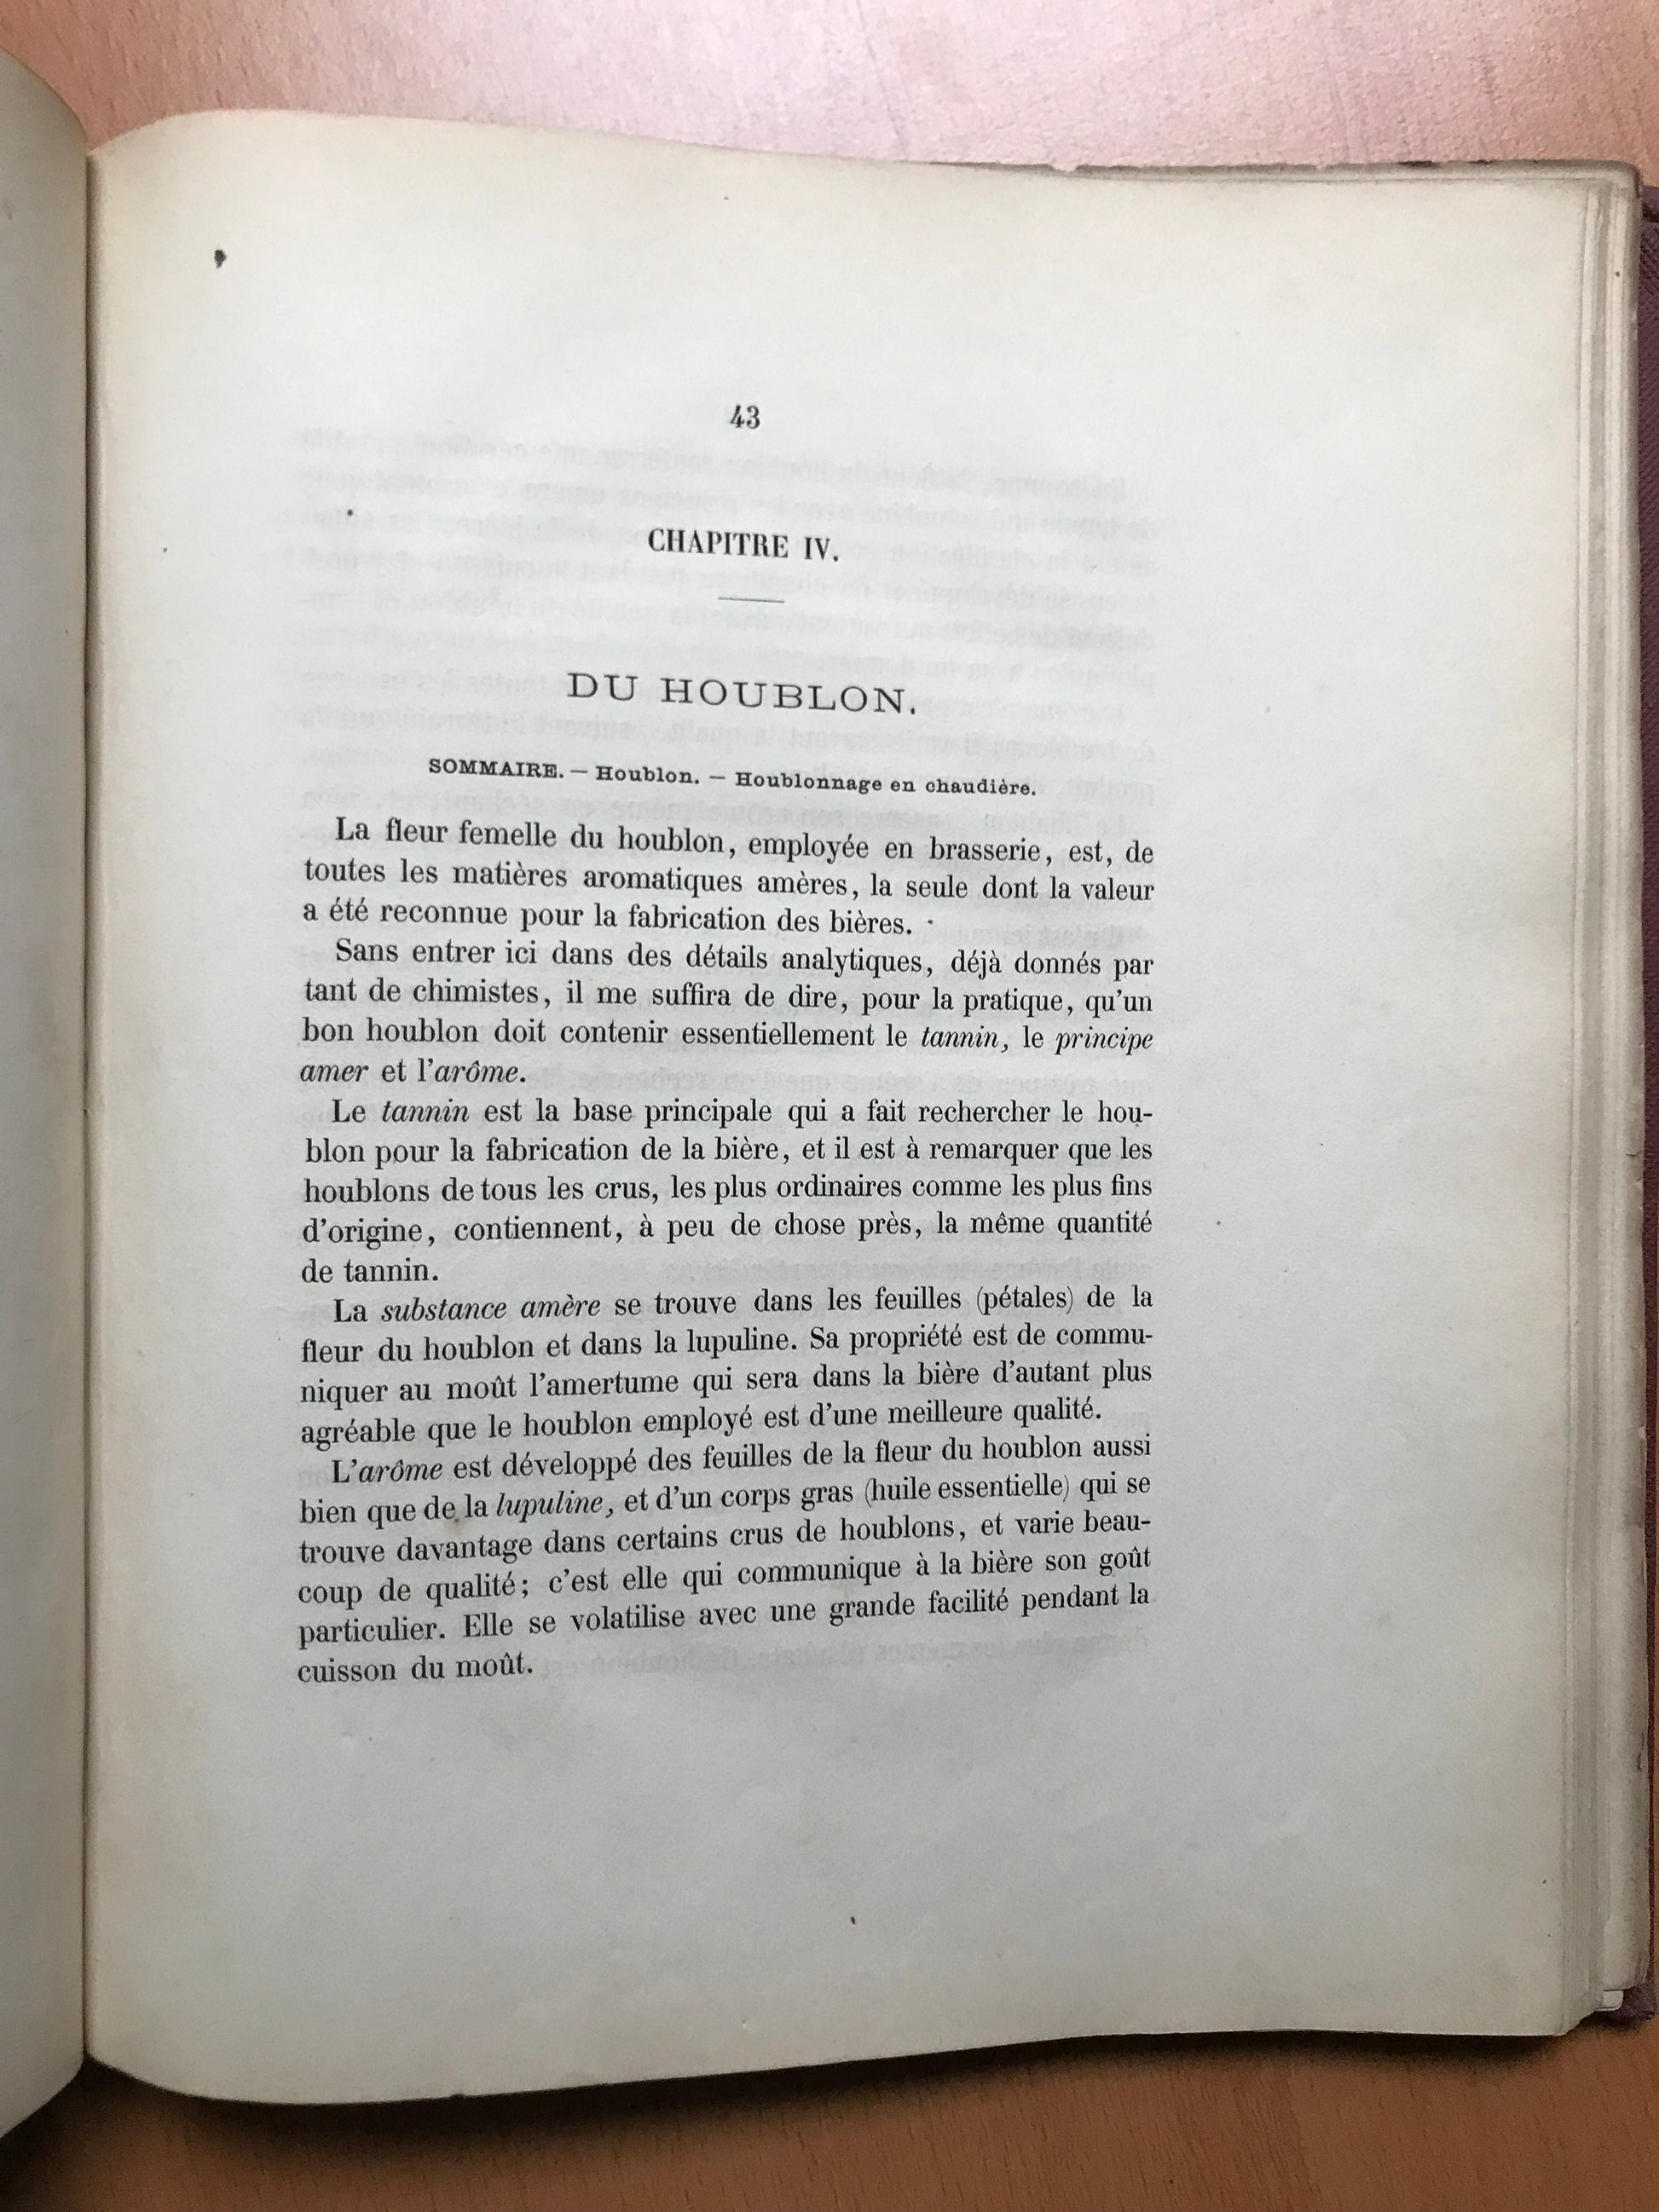 43
CHAPITRE IV.
DU HOUBLON.
SOMMAIRE. — Houblon. — Houblonnage en chaudière.
La fleur femelle du houblon, employée en brasserie, est, de
toutes les matières aromatiques amères, la seule dont la valeur
a été reconnue pour la fabrication des bières.
Sans entrer ici dans des détails analytiques, déjà donnés par
tant de chimistes, il me suffira de dire, pour la pratique, qu'un
bon houblon doit contenir essentiellement le tannin, le principe
amer et l'arôme.
Le tannin est la base principale qui a fait rechercher le hou-
blon pour la fabrication de la bière, et il est à remarquer que les
houblons de tous les crus, les plus ordinaires comme les plus fins
d'origine, contiennent, à peu de chose près, la même quantité
de tannin.
La substance amère se trouve dans les feuilles (pétales) de la
fleur du houblon et dans la lupuline. Sa propriété est de commu-
niquer au moût l'amertume qui sera dans la bière d'autant plus
agréable que le houblon employé est d'une meilleure qualité.
L'arôme est développé des feuilles de la fleur du houblon aussi
bien que de la lupuline, et d'un corps gras (huile essentielle) qui se
trouve davantage dans certains crus de houblons, et varie beau-
coup de qualité; c'est elle qui communique à la bière son goût
particulier. Elle se volatilise avec une grande facilité pendant la
cuisson du moût.